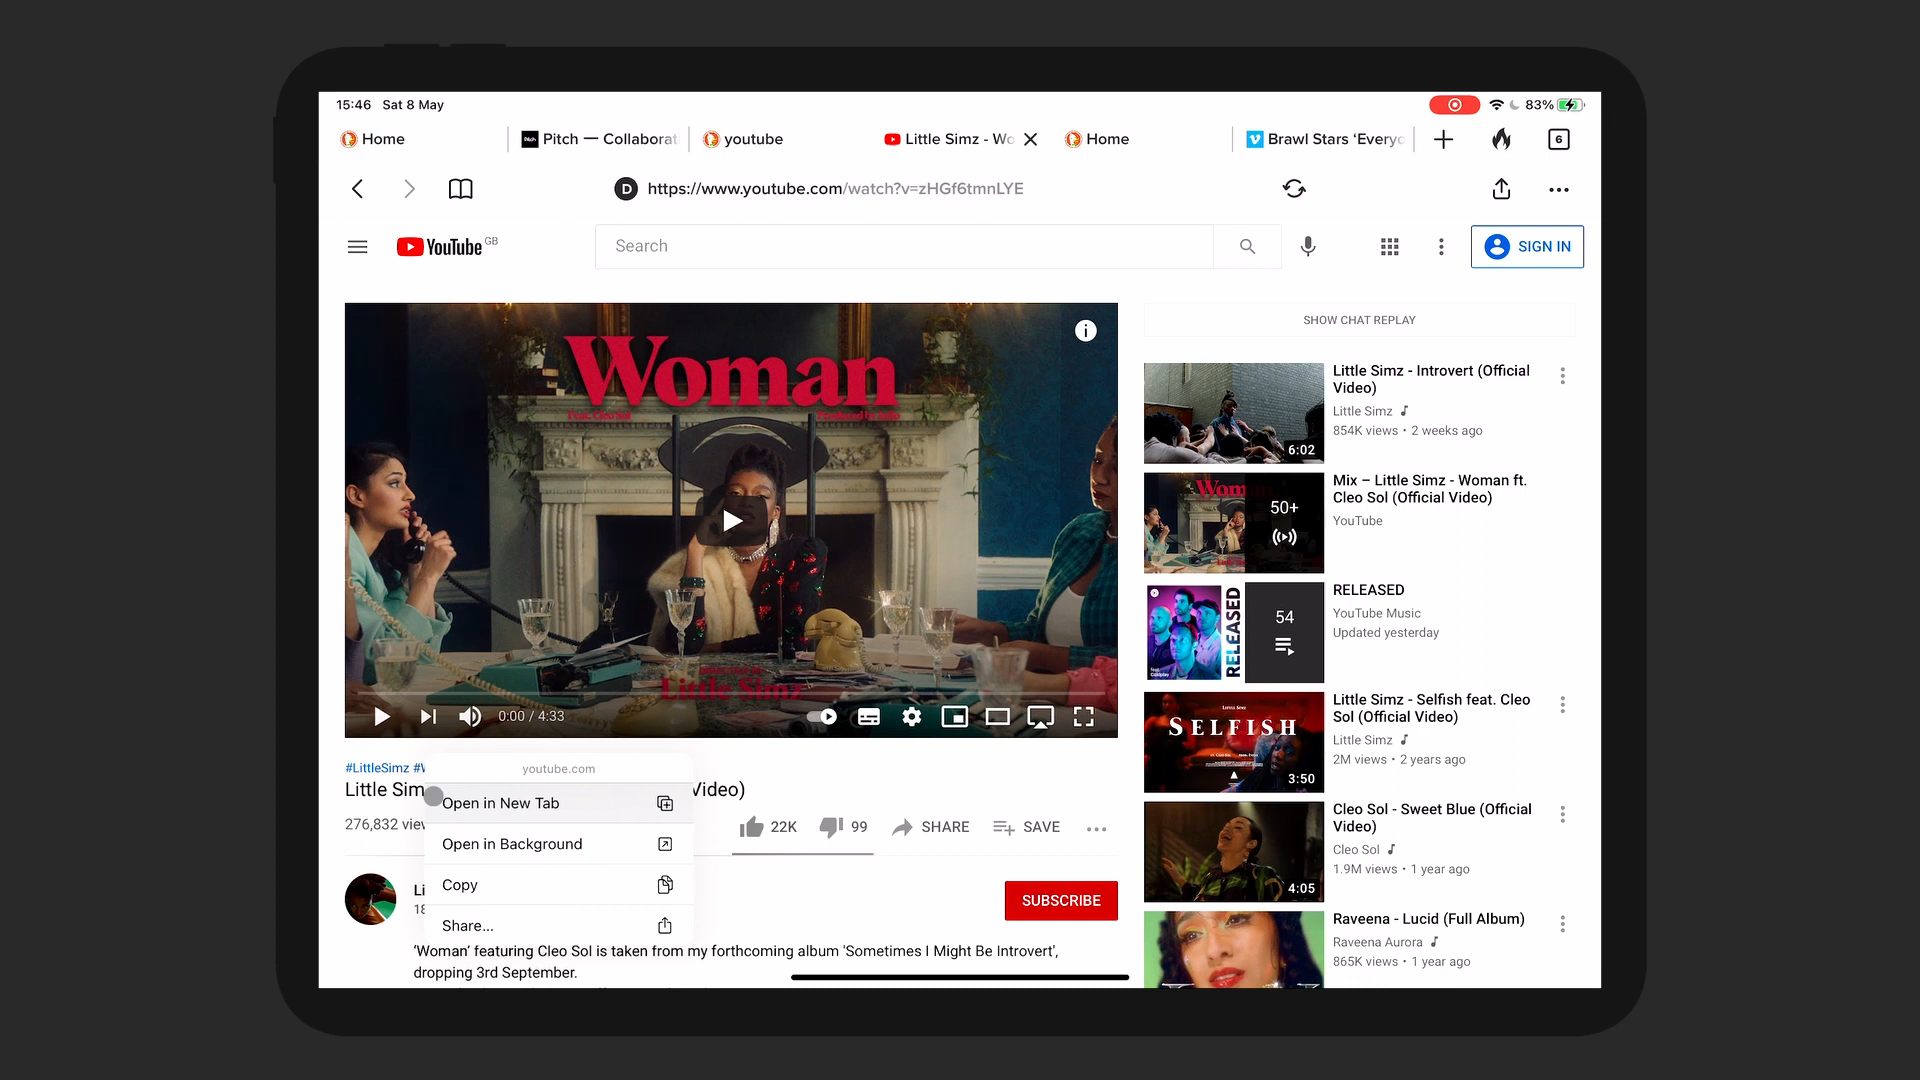 15:46 Sat 8 May
83%
Home
Pitch — Collaborat
youtube
Little Simz - Wo
Home
Brawl Stars ‘Everyo
6
D https://www.youtube.com/watch?v=zHGf6tmnLYE
YouTube GB
Search
SIGN IN
Woman
Feat. Cleo Sol
Little Simz
0:00 / 4:33
SHOW CHAT REPLAY
Little Simz - Introvert (Official
Video)
Little Simz
854K views • 2 weeks ago
6:02
Mix – Little Simz - Woman ft.
Cleo Sol (Official Video)
YouTube
50+
RELEASED
YouTube Music
Updated yesterday
RELEASED
54
Little Simz - Selfish feat. Cleo
Sol (Official Video)
Little Simz
2M views • 2 years ago
SELFISH
3:50
Cleo Sol - Sweet Blue (Official
Video)
Cleo Sol
1.9M views • 1 year ago
4:05
Raveena - Lucid (Full Album)
Raveena Aurora
865K views • 1 year ago
#LittleSimz #W
Little Sim
Video)
276,832 view
22K
99
SHARE
SAVE
youtube.com
Open in New Tab
Open in Background
Copy
Share...
Li
18
SUBSCRIBE
‘Woman’ featuring Cleo Sol is taken from my forthcoming album 'Sometimes I Might Be Introvert',
dropping 3rd September.